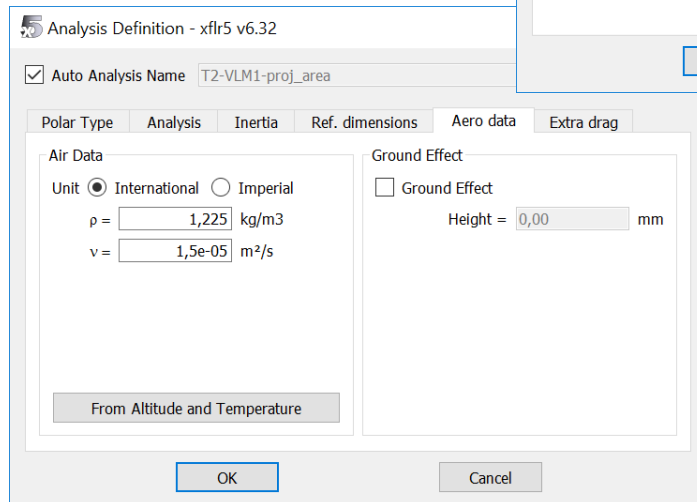 Analysis Definition - xflr5 v6.32
Auto Analysis Name T2-VLM1-proj_area
Polar Type Analysis Inertia Ref. dimensions Aero data Extra drag
Air Data
Unit International Imperial
ρ = 1,225 kg/m3
ν = 1,5e-05 m²/s
From Altitude and Temperature
Ground Effect
Ground Effect
Height = 0,00 mm
OK Cancel